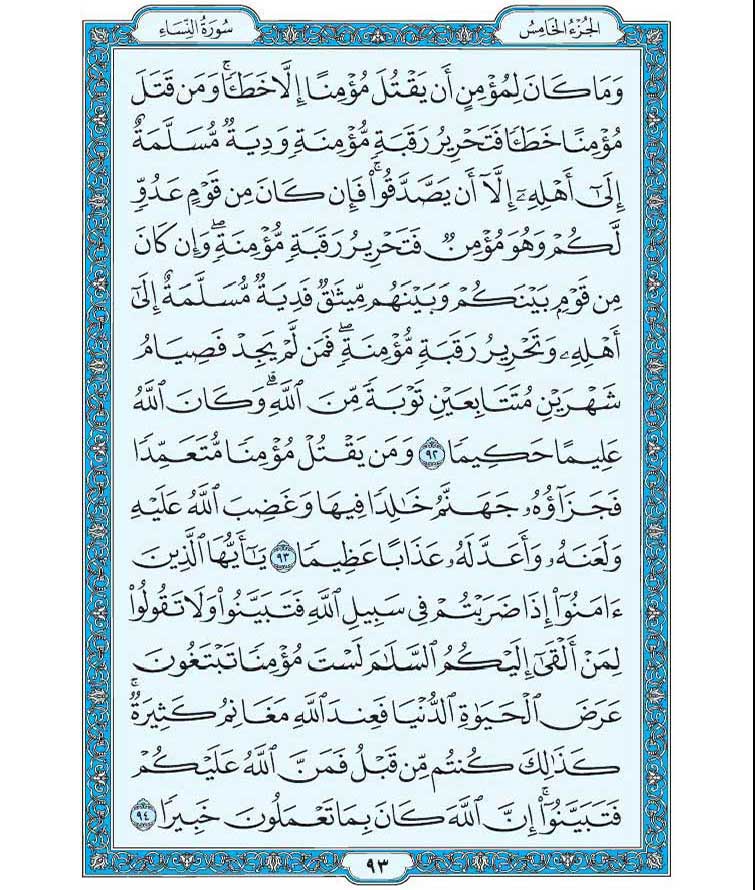 الجُزْءُ الخَامِسُ
سُورَةُ النِّسَاءِ
وَمَا كَانَ لِمُؤْمِنٍ أَن يَقْتُلَ مُؤْمِنًا إِلَّا خَطَـًٔاۚ وَمَن قَتَلَ
مُؤْمِنًا خَطَـًٔا فَتَحْرِيرُ رَقَبَةٍ مُّؤْمِنَةٍ وَدِيَةٌ مُّسَلَّمَةٌ
إِلَىٰٓ أَهْلِهِۦٓ إِلَّآ أَن يَصَّدَّقُوا۟ۚ فَإِن كَانَ مِن قَوْمٍ عَدُوٍّ
لَّكُمْ وَهُوَ مُؤْمِنٌ فَتَحْرِيرُ رَقَبَةٍ مُّؤْمِنَةٍۖ وَإِن كَانَ
مِن قَوْمٍۭ بَيْنَكُمْ وَبَيْنَهُم مِّيثَـٰقٌ فَدِيَةٌ مُّسَلَّمَةٌ إِلَىٰٓ
أَهْلِهِۦ وَتَحْرِيرُ رَقَبَةٍ مُّؤْمِنَةٍۖ فَمَن لَّمْ يَجِدْ فَصِيَامُ
شَهْرَيْنِ مُتَتَابِعَيْنِ تَوْبَةً مِّنَ ٱللَّهِۗ وَكَانَ ٱللَّهُ
عَلِيمًا حَكِيمًا ٩٢ وَمَن يَقْتُلْ مُؤْمِنًا مُّتَعَمِّدًا
فَجَزَآؤُهُۥ جَهَنَّمُ خَـٰلِدًا فِيهَا وَغَضِبَ ٱللَّهُ عَلَيْهِ
وَلَعَنَهُۥ وَأَعَدَّ لَهُۥ عَذَابًا عَظِيمًا ٩٣ يَـٰٓأَيُّهَا ٱلَّذِينَ
ءَامَنُوٓا۟ إِذَا ضَرَبْتُمْ فِى سَبِيلِ ٱللَّهِ فَتَبَيَّنُوا۟ وَلَا تَقُولُوا۟
لِمَنْ أَلْقَىٰٓ إِلَيْكُمُ ٱلسَّلَـٰمَ لَسْتَ مُؤْمِنًا تَبْتَغُونَ
عَرَضَ ٱلْحَيَوٰةِ ٱلدُّنْيَا فَعِندَ ٱللَّهِ مَغَانِمُ كَثِيرَةٌۚ
كَذَٰلِكَ كُنتُم مِّن قَبْلُ فَمَنَّ ٱللَّهُ عَلَيْكُمْ
فَتَبَيَّنُوٓا۟ۚ إِنَّ ٱللَّهَ كَانَ بِمَا تَعْمَلُونَ خَبِيرًا ٩٤
٩٣